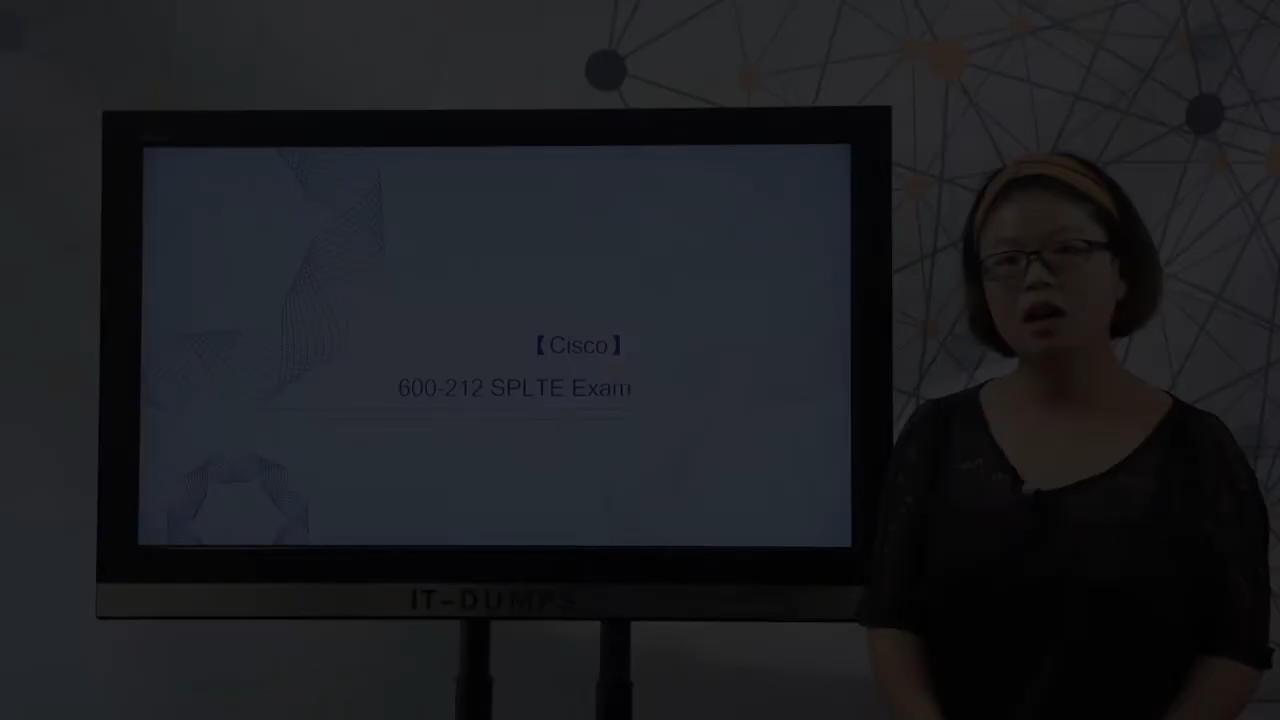 【Cisco】
600-212 SPLTE Exam
IT-DUMPS